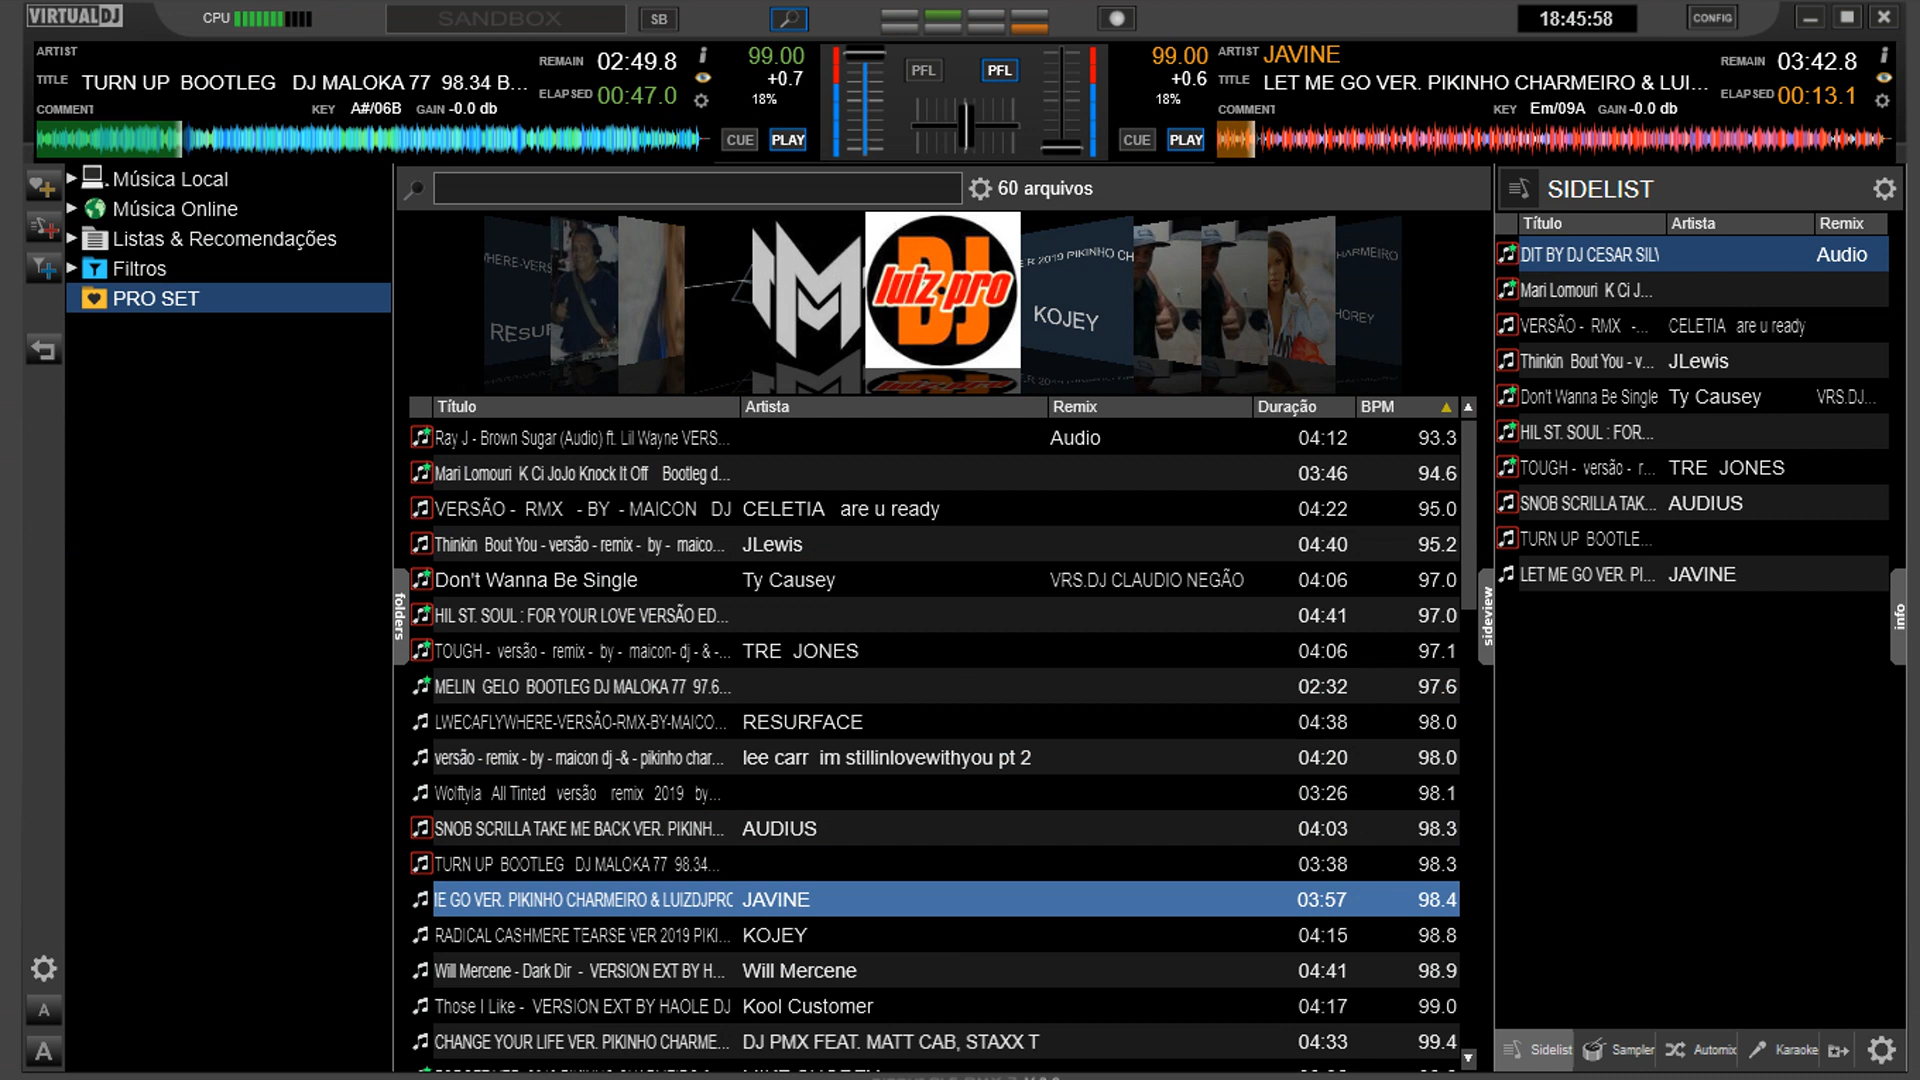 VIRTUALDJ
CPU
SANDBOX
SB
18:45:58
CONFIG
ARTIST
TITLE TURN UP BOOTLEG DJ MALOKA 77 98.34 B...
COMMENT
REMAIN 02:49.8
ELAPSED 00:47.0
KEY A#/06B GAIN -0.0 db
99.00
+0.7
18%
CUE PLAY
PFL PFL
99.00
+0.6
18%
CUE PLAY
ARTIST JAVINE
TITLE LET ME GO VER. PIKINHO CHARMEIRO & LUI...
COMMENT
REMAIN 03:42.8
ELAPSED 00:13.1
KEY Em/09A GAIN -0.0 db
Música Local
Música Online
Listas & Recomendações
Filtros
PRO SET
A
A
folders
60 arquivos
HERE-VERS
RESUF
M
DJ
luiz.pro
R 2019 PIKINHO CH
KOJEY
HARMEIRO
HOREY
Título Artista Remix Duração BPM
Ray J - Brown Sugar (Audio) ft. Lil Wayne VERS... Audio 04:12 93.3
Mari Lomouri K Ci JoJo Knock It Off Bootleg d... 03:46 94.6
VERSÃO - RMX - BY - MAICON DJ CELETIA are u ready 04:22 95.0
Thinkin Bout You - versão - remix - by - maico... JLewis 04:40 95.2
Don't Wanna Be Single Ty Causey VRS.DJ CLAUDIO NEGÃO 04:06 97.0
HIL ST. SOUL : FOR YOUR LOVE VERSÃO ED... 04:41 97.0
TOUGH - versão - remix - by - maicon- dj - & -... TRE JONES 04:06 97.1
MELIN GELO BOOTLEG DJ MALOKA 77 97.6... 02:32 97.6
LWECAFLYWHERE-VERSÃO-RMX-BY-MAICO... RESURFACE 04:38 98.0
versão - remix - by - maicon dj -& - pikinho char... lee carr im stillinlovewithyou pt 2 04:20 98.0
Wolftyla All Tinted versão remix 2019 by... 03:26 98.1
SNOB SCRILLA TAKE ME BACK VER. PIKINH... AUDIUS 04:03 98.3
TURN UP BOOTLEG DJ MALOKA 77 98.34... 03:38 98.3
IE GO VER. PIKINHO CHARMEIRO & LUIZDJPRO JAVINE 03:57 98.4
RADICAL CASHMERE TEARSE VER 2019 PIKI... KOJEY 04:15 98.8
Will Mercene - Dark Dir - VERSION EXT BY H... Will Mercene 04:41 98.9
Those I Like - VERSION EXT BY HAOLE DJ Kool Customer 04:17 99.0
CHANGE YOUR LIFE VER. PIKINHO CHARME... DJ PMX FEAT. MATT CAB, STAXX T 04:33 99.4
sideview
SIDELIST
Título Artista Remix
DIT BY DJ CESAR SILV Audio
Mari Lomouri K Ci J...
VERSÃO - RMX -... CELETIA are u ready
Thinkin Bout You - v... JLewis
Don't Wanna Be Single Ty Causey VRS.DJ...
HIL ST. SOUL : FOR...
TOUGH - versão - r... TRE JONES
SNOB SCRILLA TAK... AUDIUS
TURN UP BOOTLE...
LET ME GO VER. PI... JAVINE
info
Sidelist Sampler Automix Karaoke